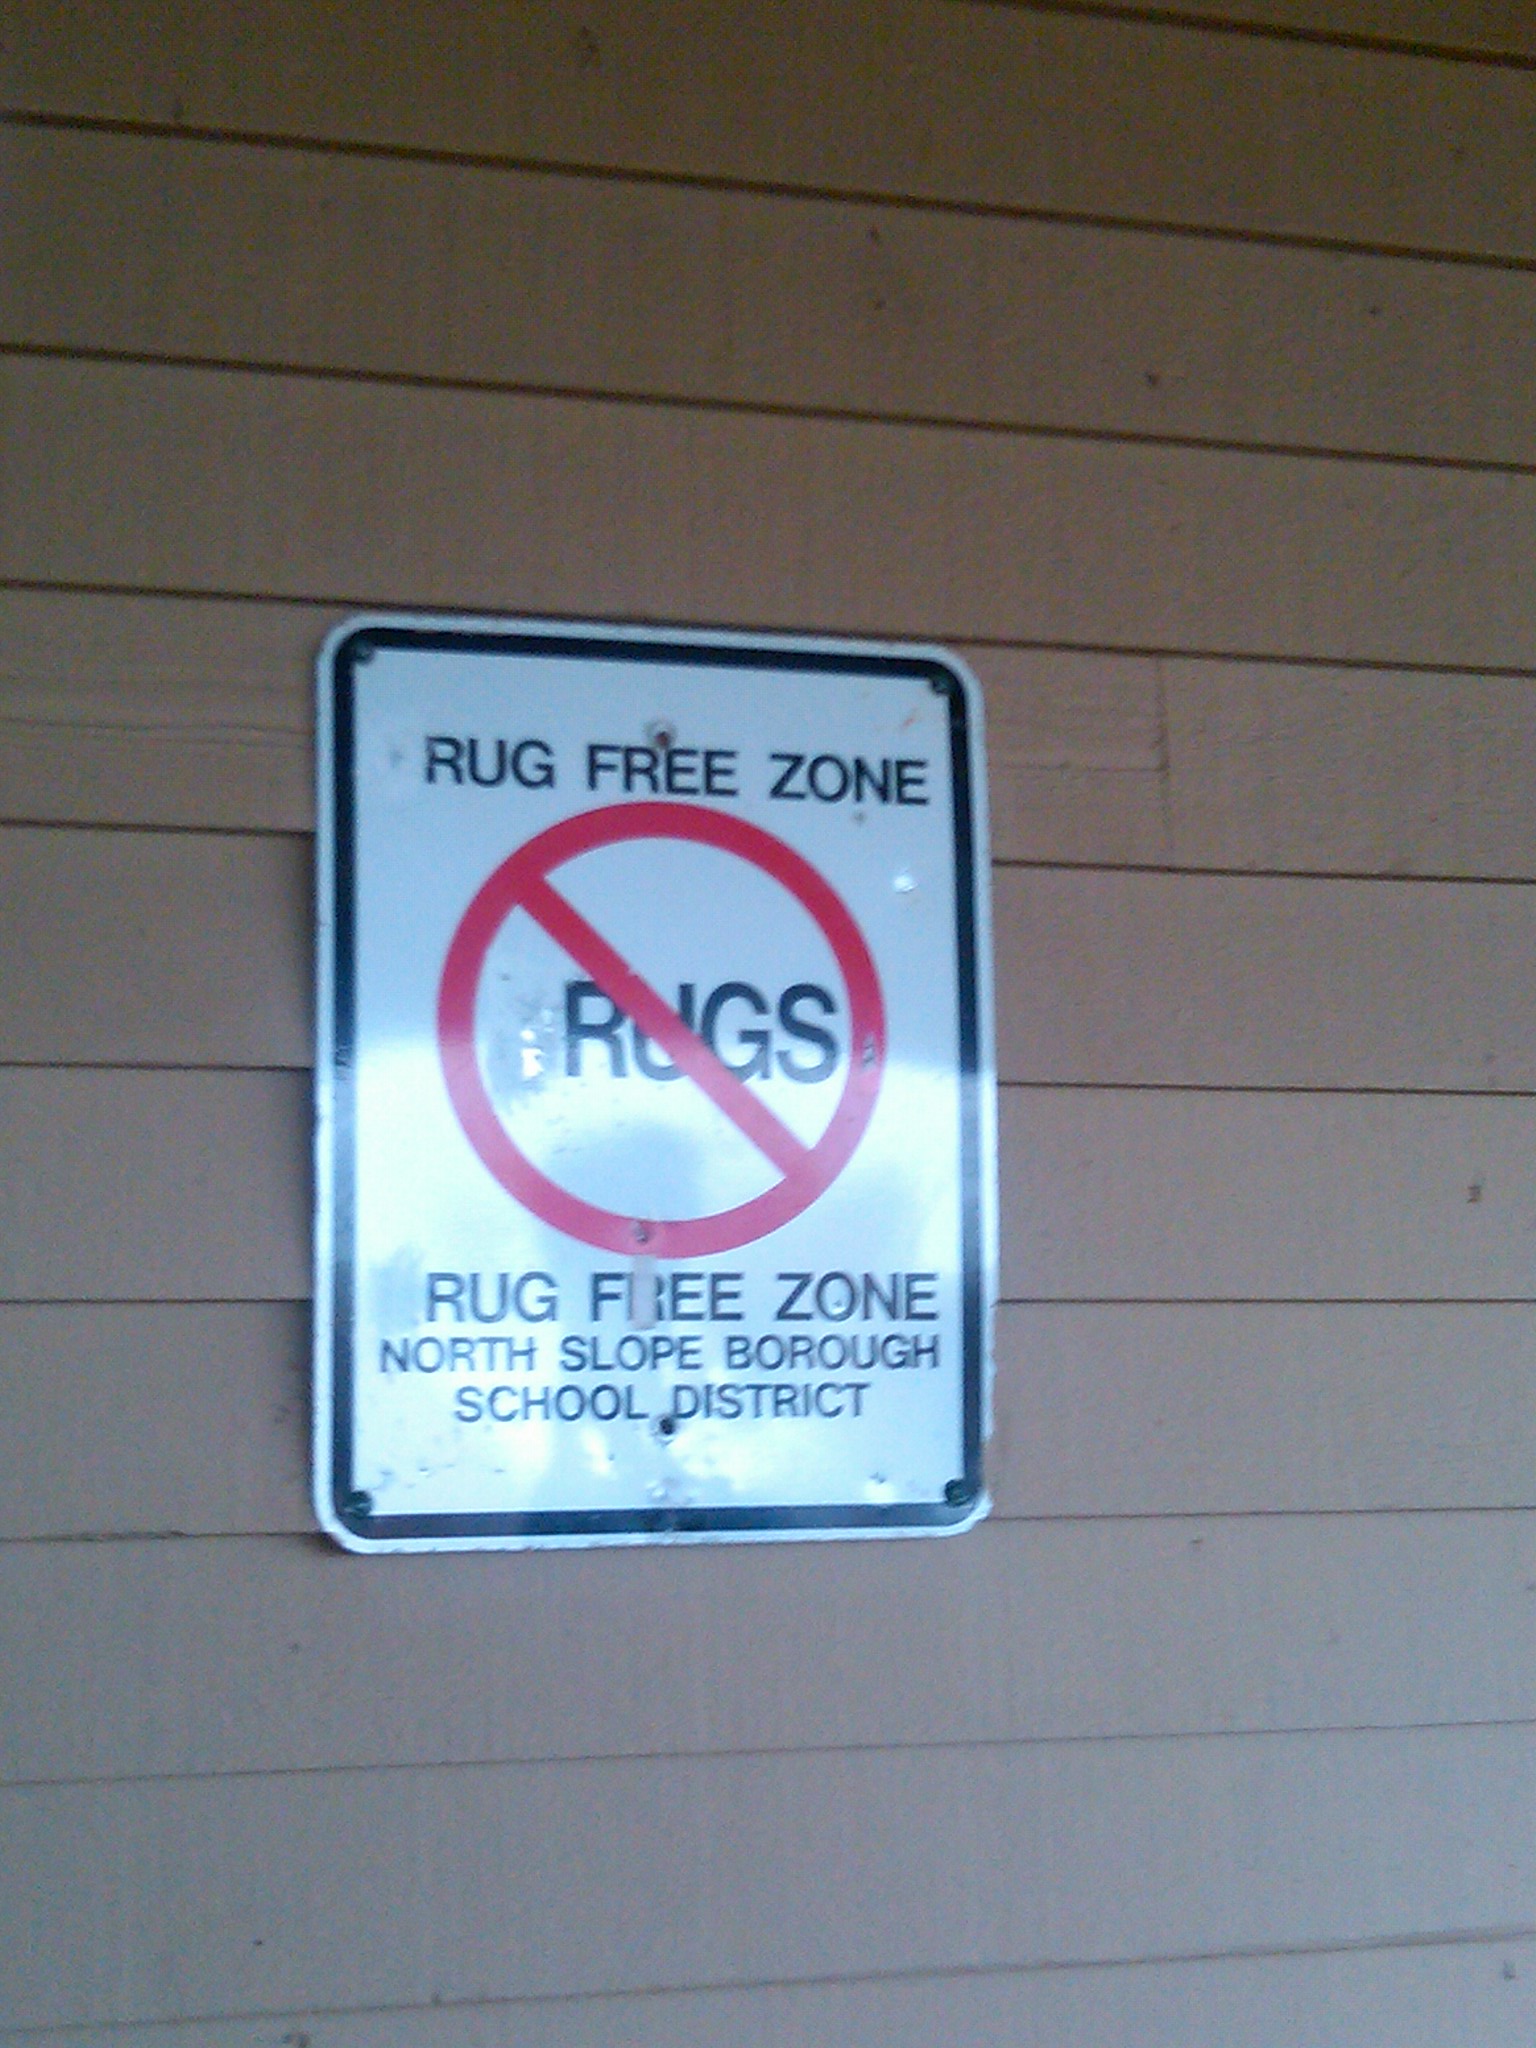 RUG FREE ZONE
RUGS
RUG FREE ZONE
NORTH SLOPE BOROUGH
SCHOOL DISTRICT